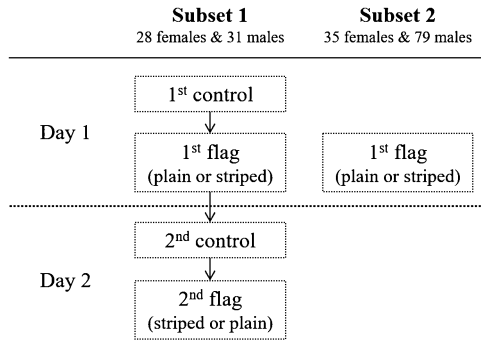 Subset 1 Subset 2
28 females & 31 males 35 females & 79 males
1st control
Day 1
1st flag 1st flag
(plain or striped) (plain or striped)
2nd control
Day 2
2nd flag
(striped or plain)